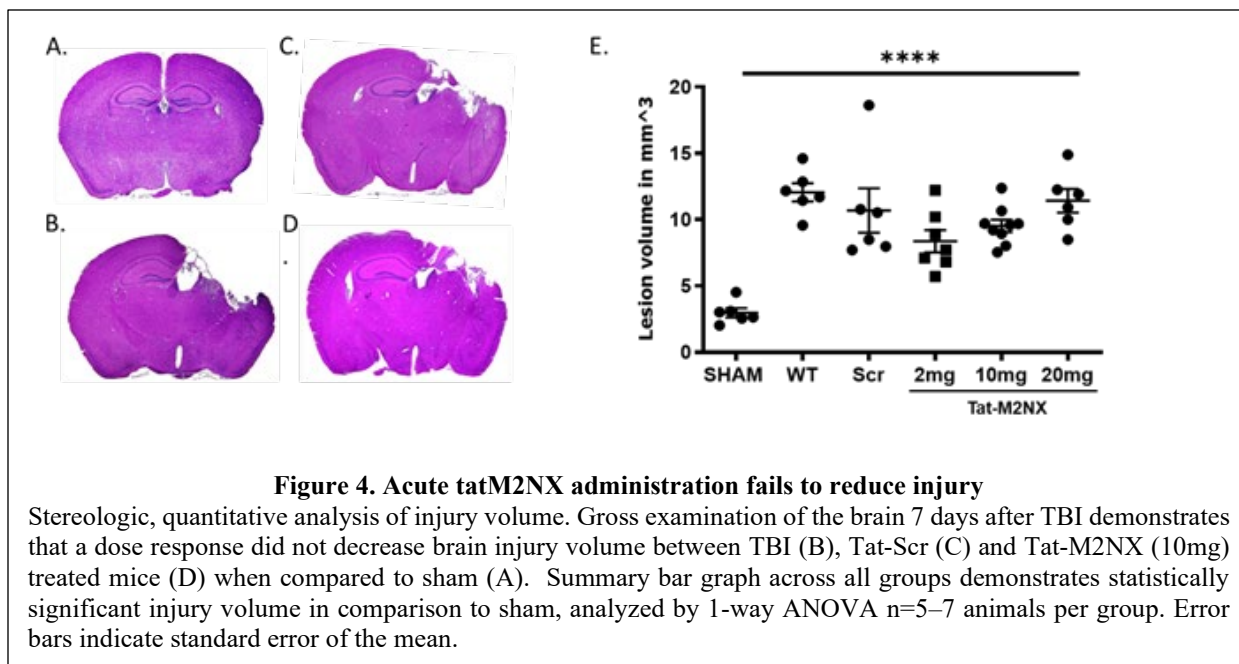 A.
C.
E.
B.
D
.
****
Lesion volume in mm^3
20
15
10
5
0
SHAM WT Scr 2mg 10mg 20mg
Tat-M2NX
Figure 4. Acute tatM2NX administration fails to reduce injury
Stereologic, quantitative analysis of injury volume. Gross examination of the brain 7 days after TBI demonstrates
that a dose response did not decrease brain injury volume between TBI (B), Tat-Scr (C) and Tat-M2NX (10mg)
treated mice (D) when compared to sham (A). Summary bar graph across all groups demonstrates statistically
significant injury volume in comparison to sham, analyzed by 1-way ANOVA n=5–7 animals per group. Error
bars indicate standard error of the mean.